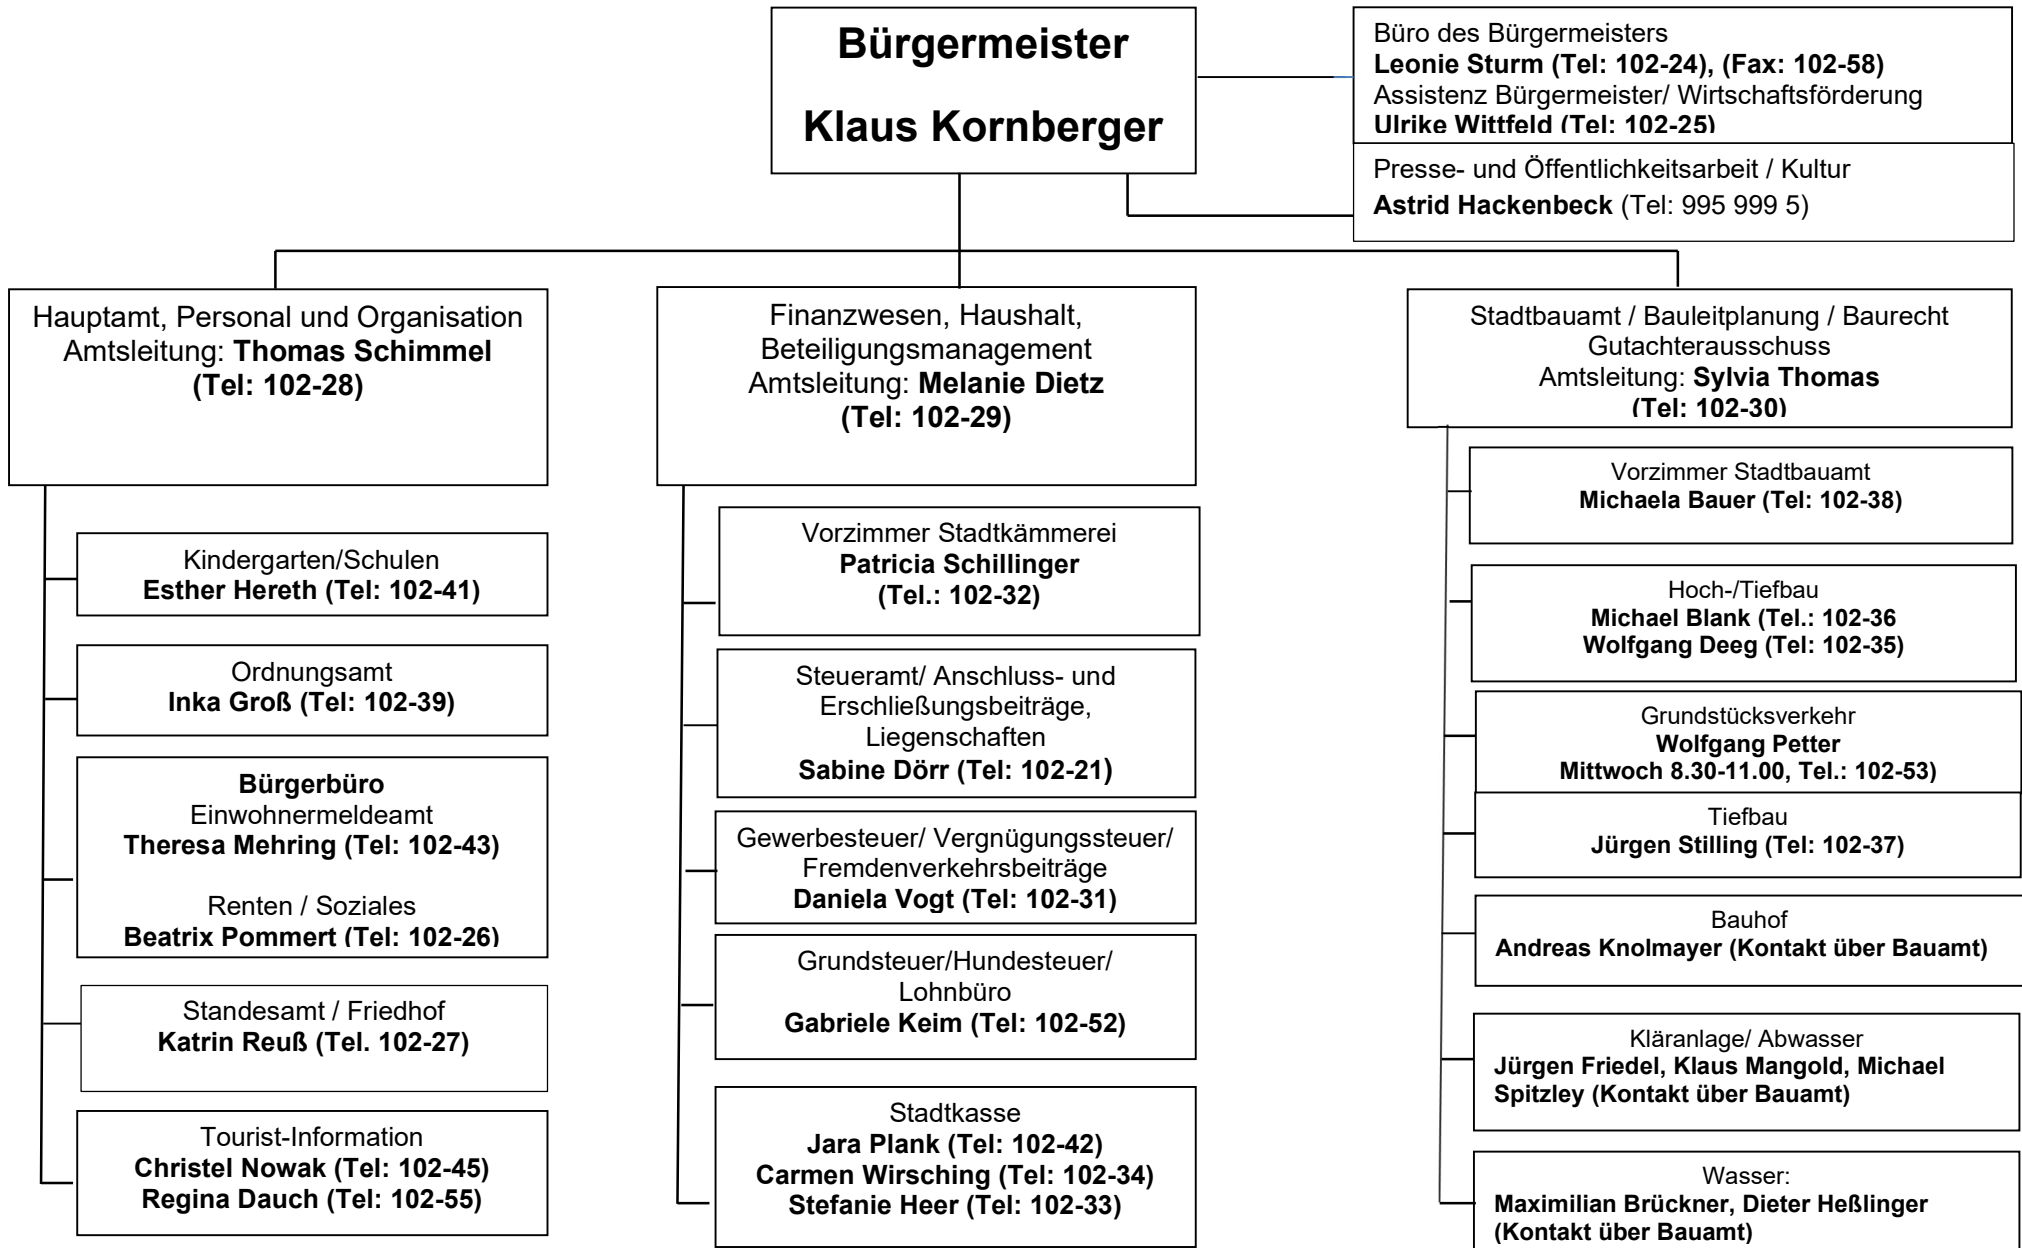 Bürgermeister
Klaus Kornberger
Büro des Bürgermeisters
Leonie Sturm (Tel: 102-24), (Fax: 102-58)
Assistenz Bürgermeister/ Wirtschaftsförderung
Ulrike Wittfeld (Tel: 102-25)
Presse- und Öffentlichkeitsarbeit / Kultur
Astrid Hackenbeck (Tel: 995 999 5)
Hauptamt, Personal und Organisation
Amtsleitung: Thomas Schimmel
(Tel: 102-28)
Kindergarten/Schulen
Esther Hereth (Tel: 102-41)
Ordnungsamt
Inka Groß (Tel: 102-39)
Bürgerbüro
Einwohnermeldeamt
Theresa Mehring (Tel: 102-43)
Renten / Soziales
Beatrix Pommert (Tel: 102-26)
Standesamt / Friedhof
Katrin Reuß (Tel. 102-27)
Tourist-Information
Christel Nowak (Tel: 102-45)
Regina Dauch (Tel: 102-55)
Finanzwesen, Haushalt,
Beteiligungsmanagement
Amtsleitung: Melanie Dietz
(Tel: 102-29)
Vorzimmer Stadtkämmerei
Patricia Schillinger
(Tel.: 102-32)
Steueramt/ Anschluss- und
Erschließungsbeiträge,
Liegenschaften
Sabine Dörr (Tel: 102-21)
Gewerbesteuer/ Vergnügungssteuer/
Fremdenverkehrsbeiträge
Daniela Vogt (Tel: 102-31)
Grundsteuer/Hundesteuer/
Lohnbüro
Gabriele Keim (Tel: 102-52)
Stadtkasse
Jara Plank (Tel: 102-42)
Carmen Wirsching (Tel: 102-34)
Stefanie Heer (Tel: 102-33)
Stadtbauamt / Bauleitplanung / Baurecht
Gutachterausschuss
Amtsleitung: Sylvia Thomas
(Tel: 102-30)
Vorzimmer Stadtbauamt
Michaela Bauer (Tel: 102-38)
Hoch-/Tiefbau
Michael Blank (Tel.: 102-36
Wolfgang Deeg (Tel: 102-35)
Grundstücksverkehr
Wolfgang Petter
Mittwoch 8.30-11.00, Tel.: 102-53)
Tiefbau
Jürgen Stilling (Tel: 102-37)
Bauhof
Andreas Knolmayer (Kontakt über Bauamt)
Kläranlage/ Abwasser
Jürgen Friedel, Klaus Mangold, Michael
Spitzley (Kontakt über Bauamt)
Wasser:
Maximilian Brückner, Dieter Heßlinger
(Kontakt über Bauamt)